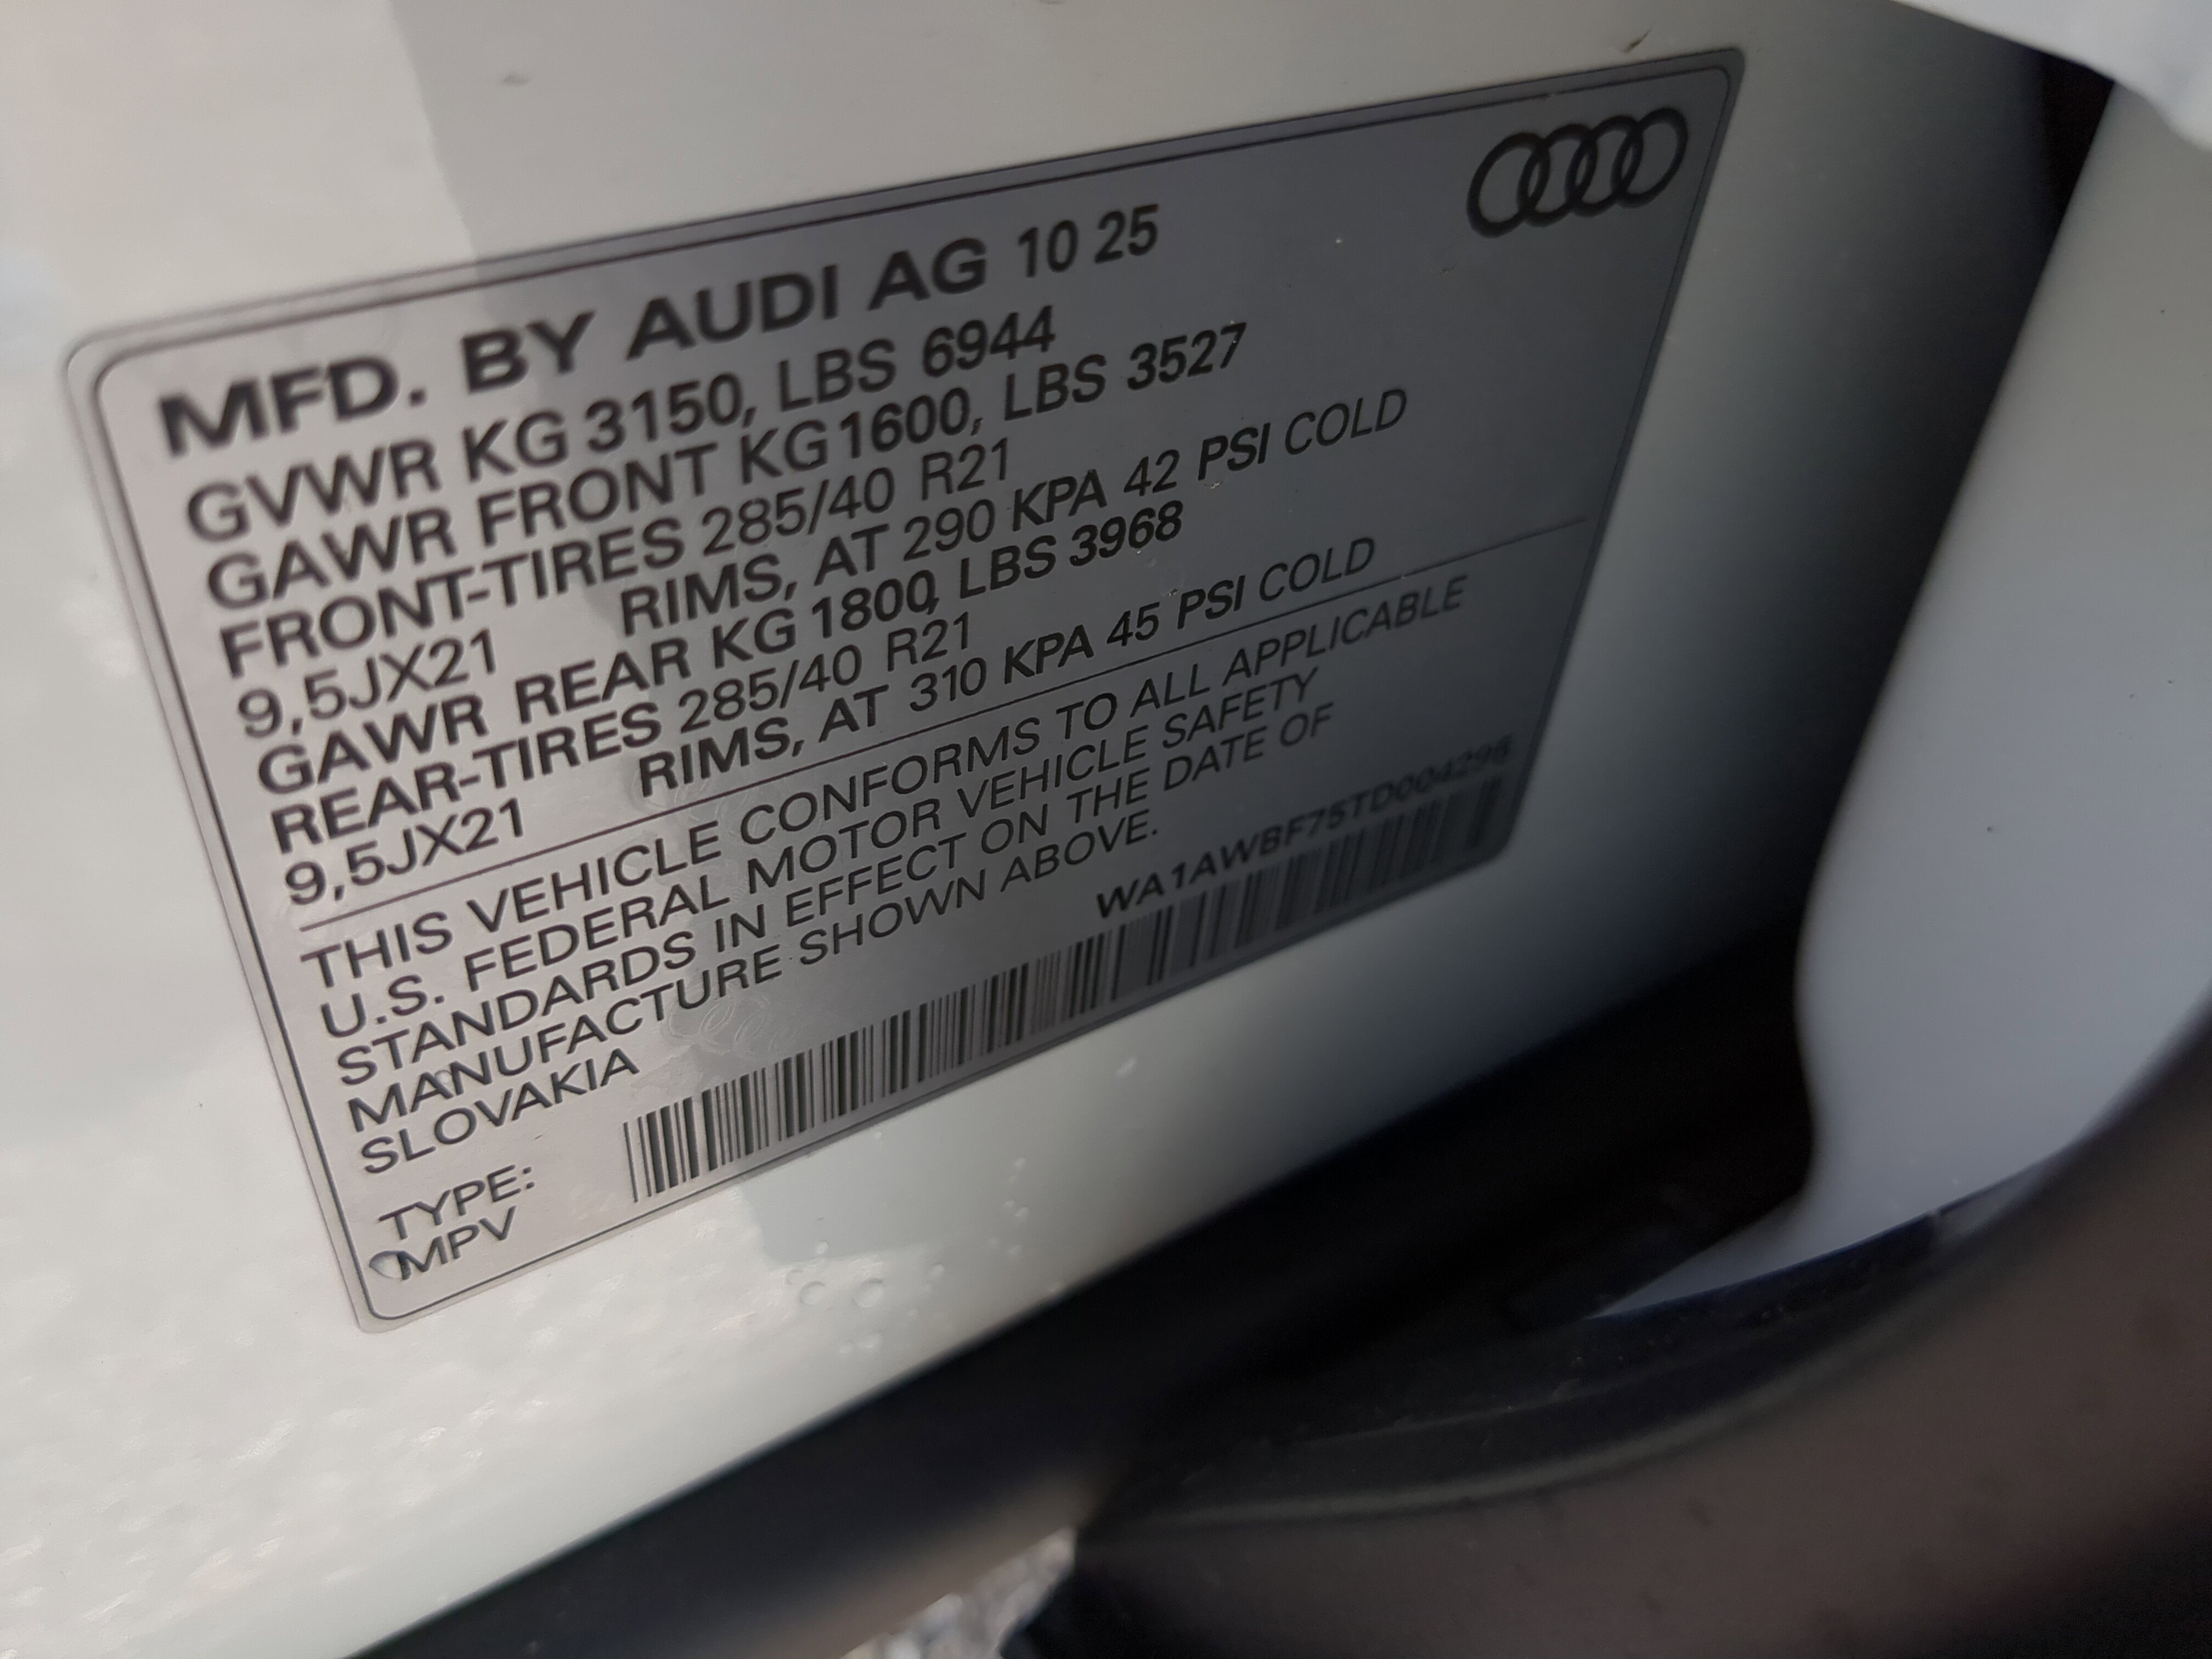 MFD. BY AUDI AG 10 25
GVWR KG 3150, LBS 6944
GAWR FRONT KG 1600, LBS 3527
FRONT-TIRES 285/40 R21
9,5JX21 RIMS, AT 290 KPA 42 PSI COLD
GAWR REAR KG 1800, LBS 3968
REAR-TIRES 285/40 R21
9,5JX21 RIMS, AT 310 KPA 45 PSI COLD
THIS VEHICLE CONFORMS TO ALL APPLICABLE
U.S. FEDERAL MOTOR VEHICLE SAFETY
STANDARDS IN EFFECT ON THE DATE OF
MANUFACTURE SHOWN ABOVE.
SLOVAKIA
TYPE:
MPV